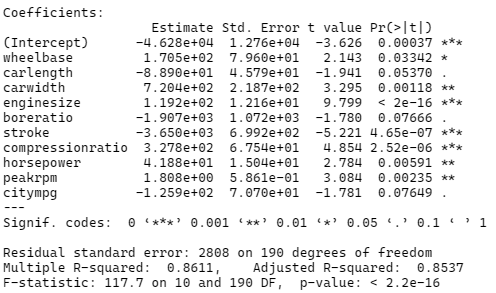 Coefficients:
                   Estimate Std. Error t value Pr(>|t|)
(Intercept)      -4.628e+04  1.276e+04  -3.626  0.00037 ***
wheelbase         1.705e+02  7.960e+01   2.143  0.03342 *
carlength        -8.890e+01  4.579e+01  -1.941  0.05370 .
carwidth          7.204e+02  2.187e+02   3.295  0.00118 **
enginesize        1.192e+02  1.216e+01   9.799  < 2e-16 ***
boreratio        -1.907e+03  1.072e+03  -1.780  0.07666 .
stroke           -3.650e+03  6.992e+02  -5.221 4.65e-07 ***
compressionratio  3.278e+02  6.754e+01   4.854 2.52e-06 ***
horsepower        4.188e+01  1.504e+01   2.784  0.00591 **
peakrpm           1.808e+00  5.861e-01   3.084  0.00235 **
citympg          -1.259e+02  7.070e+01  -1.781  0.07649 .
---
Signif. codes:  0 ‘***’ 0.001 ‘**’ 0.01 ‘*’ 0.05 ‘.’ 0.1 ‘ ’ 1
Residual standard error: 2808 on 190 degrees of freedom
Multiple R-squared:  0.8611,    Adjusted R-squared:  0.8537
F-statistic: 117.7 on 10 and 190 DF,  p-value: < 2.2e-16